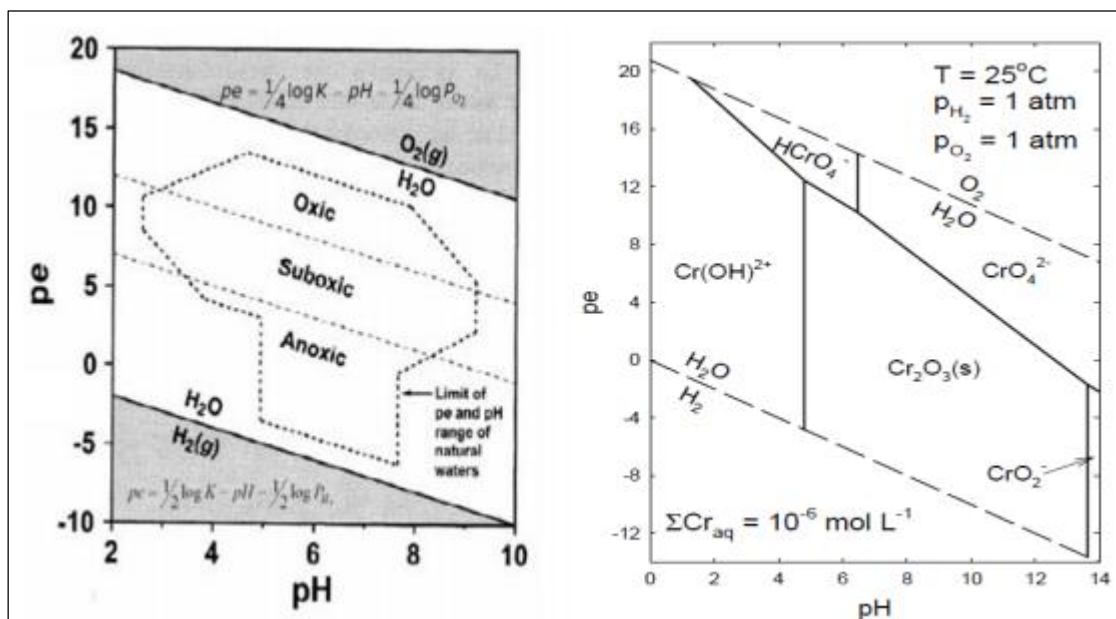 20
15
10
5
0
-5
-10
pe
2
4
6
8
10
pH
pe = 1/4 log K – pH – 1/4 log P_O₂
O₂(g)
H₂O
Oxic
Suboxic
Anoxic
Limit of
pe and pH
range of
natural
waters
H₂O
H₂(g)
pe = 1/2 log K – pH – 1/2 log P_H₂
20
16
12
8
4
0
-4
-8
-12
pe
0
2
4
6
8
10
12
14
pH
T = 25°C
p_H₂ = 1 atm
p_O₂ = 1 atm
HCrO₄⁻
O₂
H₂O
Cr(OH)²⁺
CrO₄²⁻
H₂O
H₂
Cr₂O₃(s)
CrO₂⁻
ΣCr_aq = 10⁻⁶ mol L⁻¹